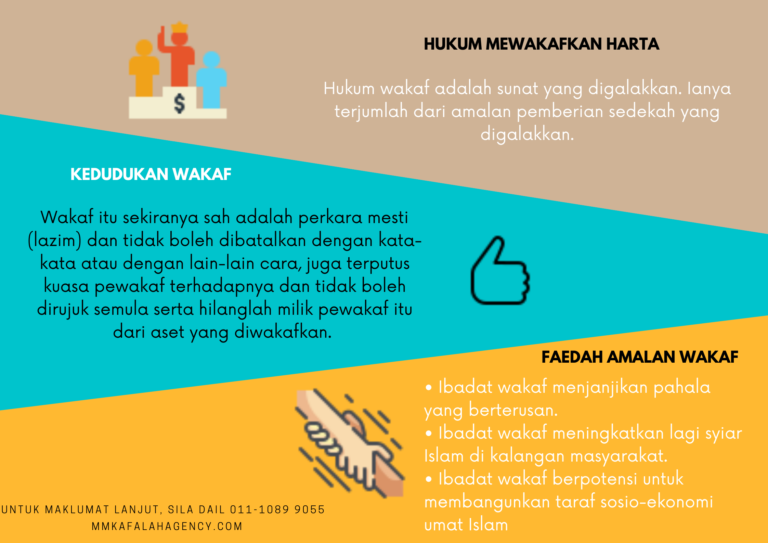 HUKUM MEWAKAFKAN HARTA
Hukum wakaf adalah sunat yang digalakkan. Ianya
terjumlah dari amalan pemberian sedekah yang
digalakkan.
$
KEDUDUKAN WAKAF
Wakaf itu sekiranya sah adalah perkara mesti
(lazim) dan tidak boleh dibatalkan dengan kata-
kata atau dengan lain-lain cara, juga terputus
kuasa pewakaf terhadapnya dan tidak boleh
dirujuk semula serta hilanglah milik pewakaf itu
dari aset yang diwakafkan.
FAEDAH AMALAN WAKAF
• Ibadat wakaf menjanjikan pahala
yang berterusan.
• Ibadat wakaf meningkatkan lagi syiar
Islam di kalangan masyarakat.
• Ibadat wakaf berpotensi untuk
membangunkan taraf sosio-ekonomi
umat Islam
UNTUK MAKLUMAT LANJUT, SILA DAIL 011-1089 9055
MMKAFALAHAGENCY.COM